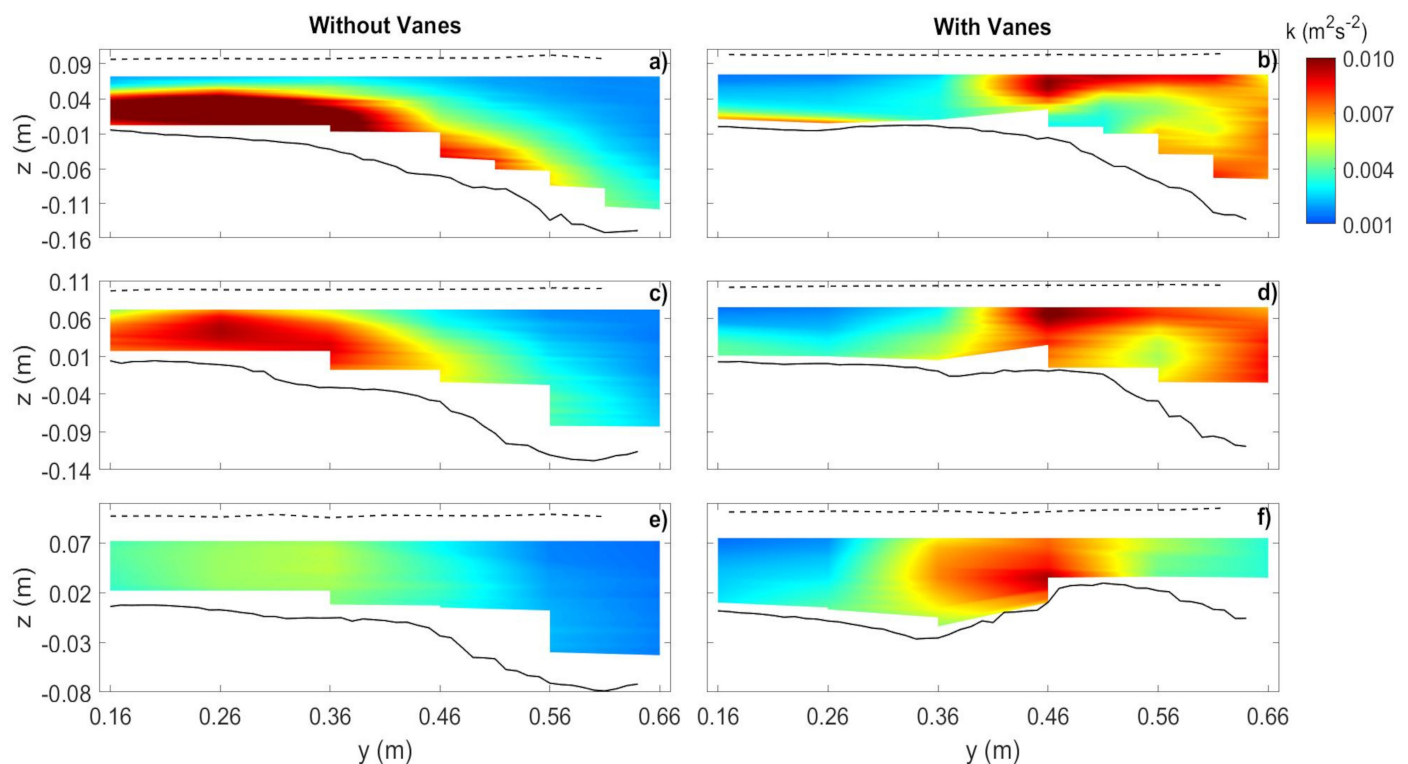 Without Vanes
With Vanes
k (m²s⁻²)
0.010
0.007
0.004
0.001
a)
z (m)
0.09
0.04
-0.01
-0.06
-0.11
-0.16
b)
c)
z (m)
0.11
0.06
0.01
-0.04
-0.09
-0.14
d)
e)
z (m)
0.07
0.02
-0.03
-0.08
f)
0.16 0.26 0.36 0.46 0.56 0.66
y (m)
0.16 0.26 0.36 0.46 0.56 0.66
y (m)